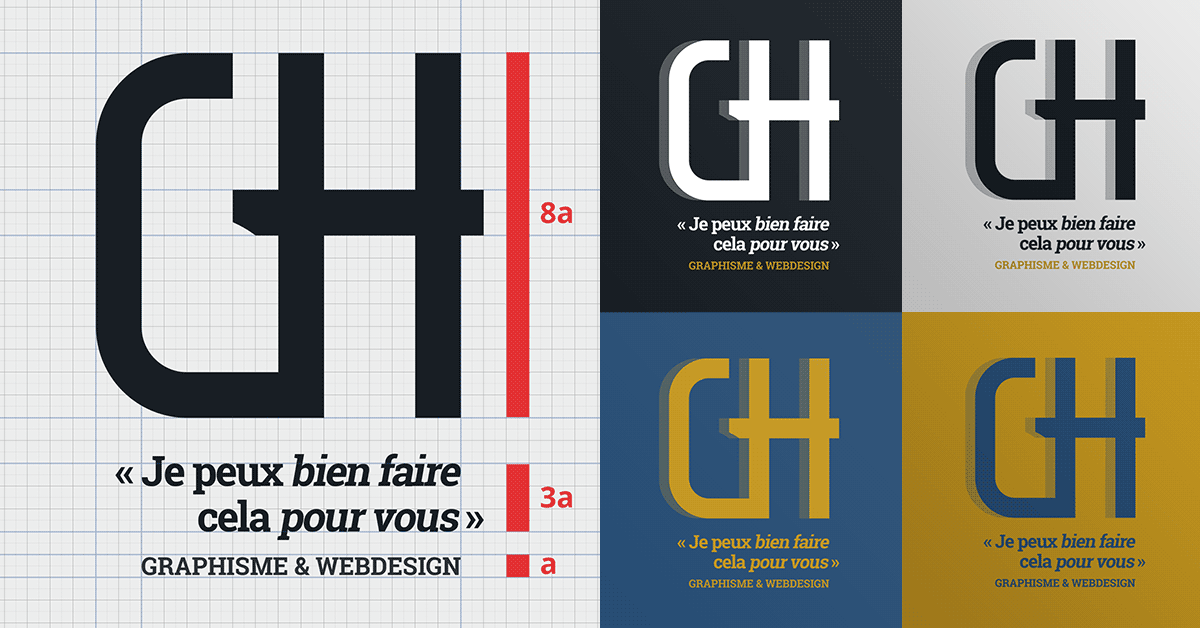 GH
8a
« Je peux bien faire
cela pour vous »
3a
GRAPHISME & WEBDESIGN
a
GH
« Je peux bien faire
cela pour vous »
GRAPHISME & WEBDESIGN
GH
« Je peux bien faire
cela pour vous »
GRAPHISME & WEBDESIGN
GH
« Je peux bien faire
cela pour vous »
GRAPHISME & WEBDESIGN
GH
« Je peux bien faire
cela pour vous »
GRAPHISME & WEBDESIGN